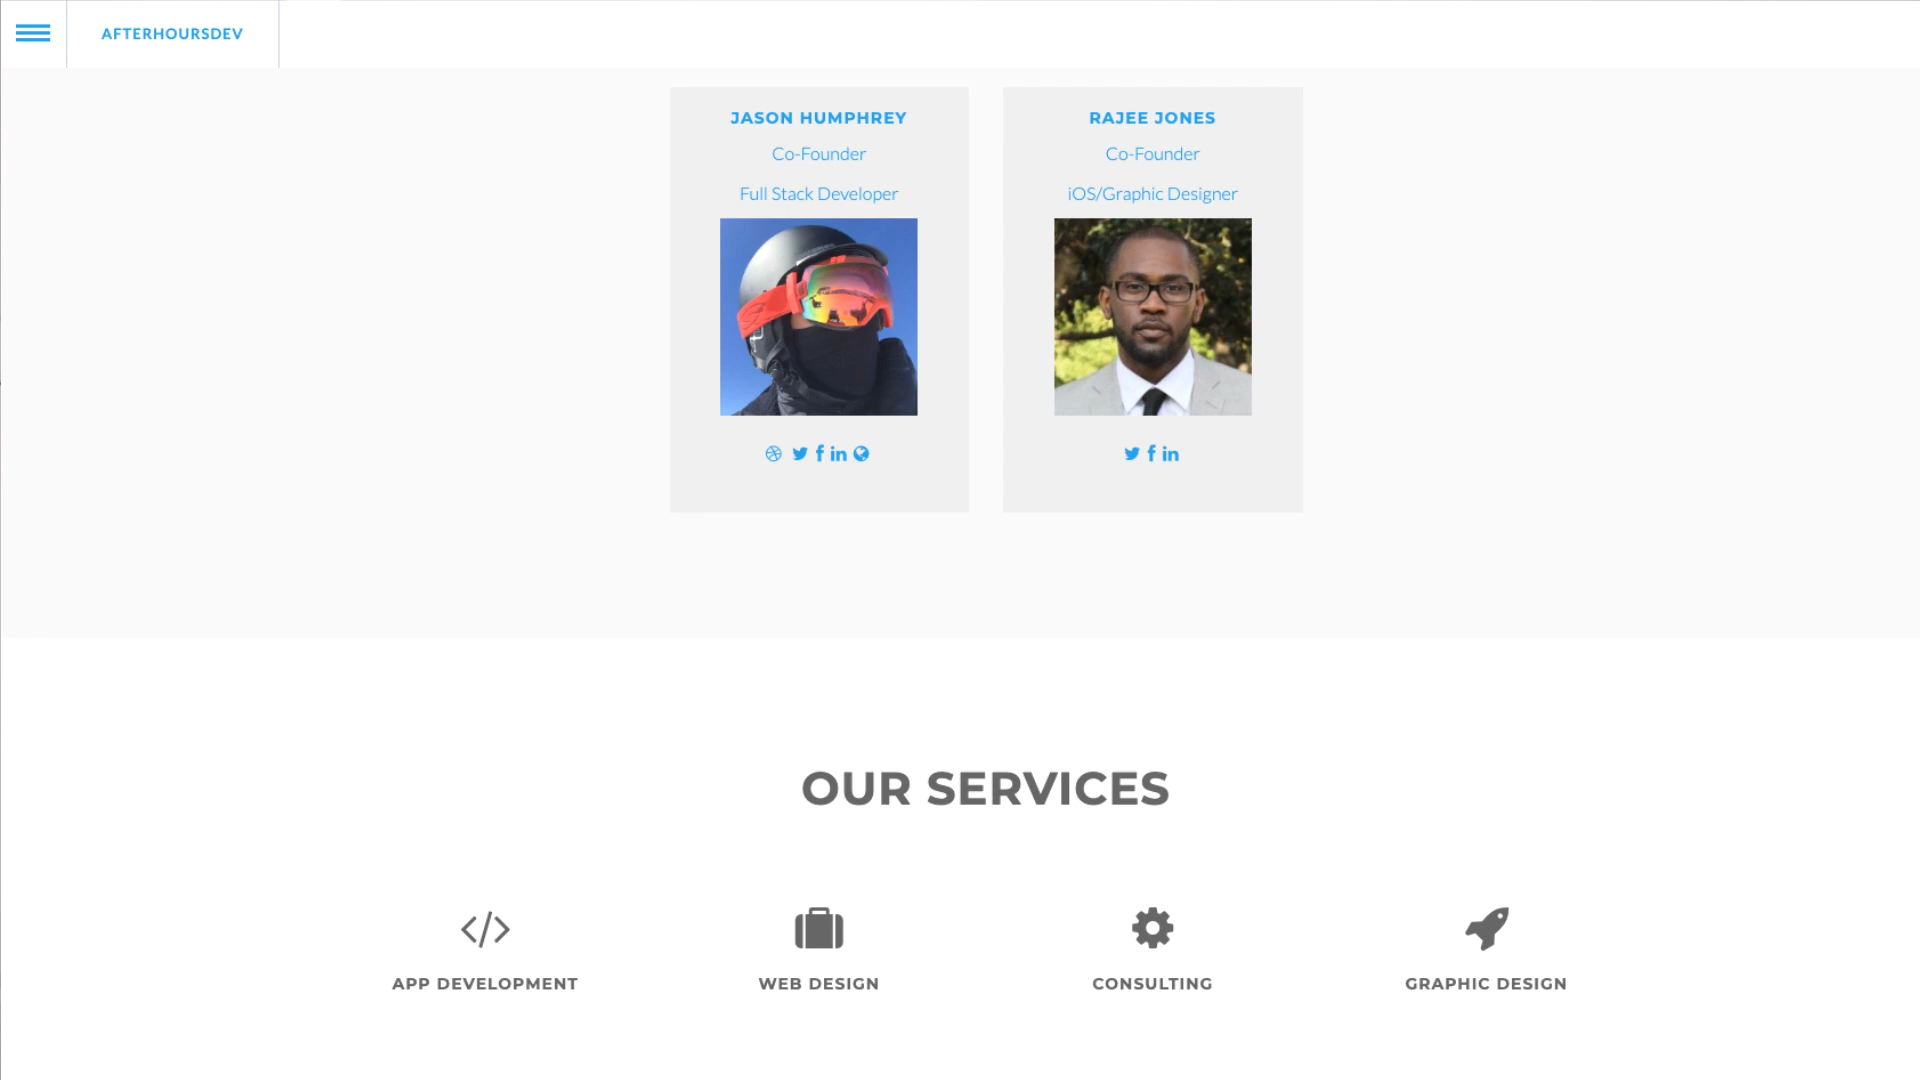 AFTERHOURSDEV
JASON HUMPHREY
Co-Founder
Full Stack Developer
RAJEE JONES
Co-Founder
iOS/Graphic Designer
OUR SERVICES
APP DEVELOPMENT
WEB DESIGN
CONSULTING
GRAPHIC DESIGN